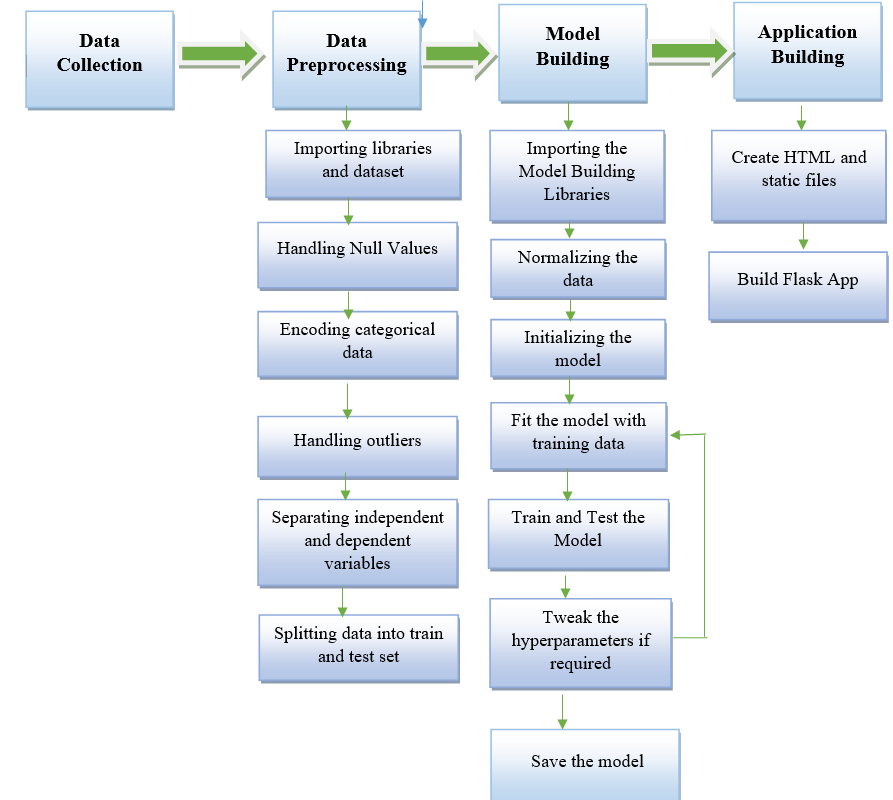 Data
Collection
Data
Preprocessing
Model
Building
Application
Building
Importing libraries
and dataset
Handling Null Values
Encoding categorical
data
Handling outliers
Separating independent
and dependent
variables
Splitting data into train
and test set
Importing the
Model Building
Libraries
Normalizing the
data
Initializing the
model
Fit the model with
training data
Train and Test the
Model
Tweak the
hyperparameters if
required
Save the model
Create HTML and
static files
Build Flask App